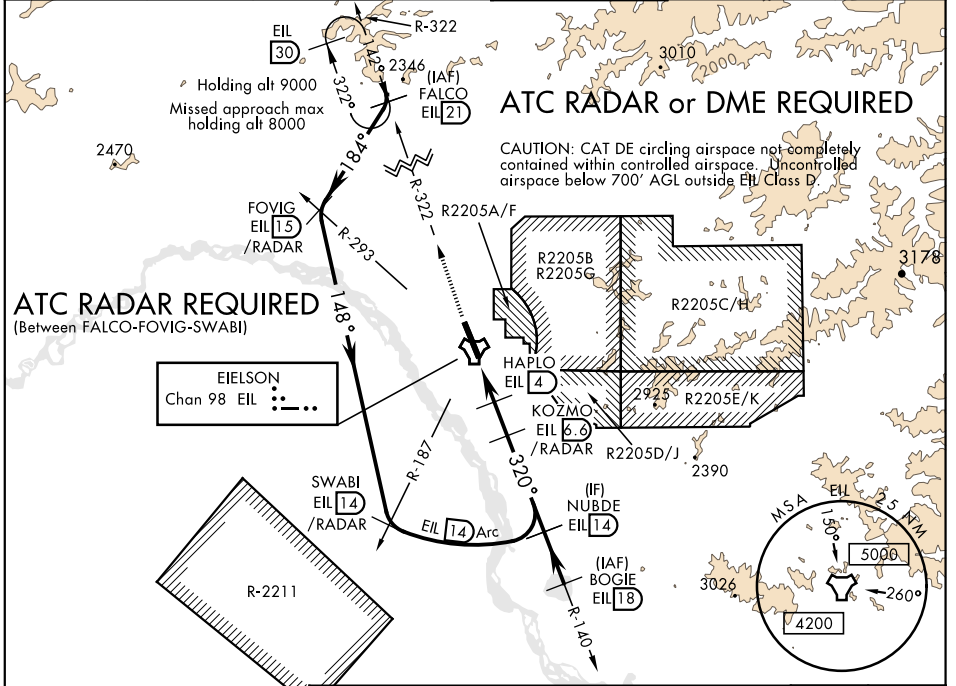 EIL
30
R-322
142°
322°
2346
Holding alt 9000
Missed approach max
holding alt 8000
(IAF)
FALCO
EIL 21
3010
2000
ATC RADAR or DME REQUIRED
CAUTION: CAT DE circling airspace not completely
contained within controlled airspace. Uncontrolled
airspace below 700' AGL outside EIL Class D.
2470
184°
R-322
FOVIG
EIL 15
/RADAR
R-293
R2205A/F
R2205B
R2205G
R2205C/H
3178
ATC RADAR REQUIRED
(Between FALCO-FOVIG-SWABI)
148°
EIELSON
Chan 98 EIL
HAPLO
EIL 4
KOZMO
EIL 6.6
/RADAR
2925
R2205E/K
R2205D/J
2390
R-187
320°
SWABI
EIL 14
/RADAR
EIL 14 Arc
(IF)
NUBDE
EIL 14
(IAF)
BOGIE
EIL 18
R-140
R-2211
3026
MSA EIL 25 NM
150°
5000
260°
4200